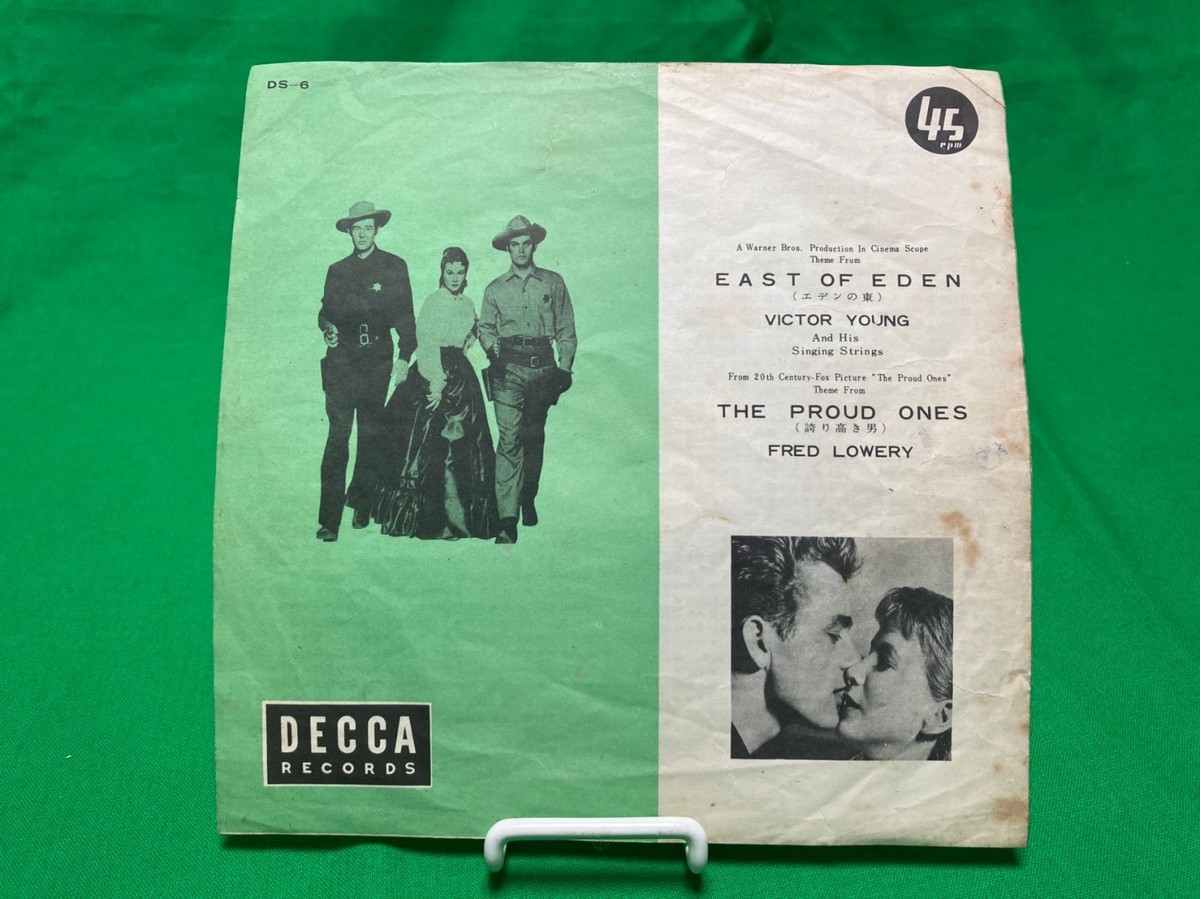 DS-6
45
rpm
A Warner Bros. Production In Cinema Scope
Theme From
EAST OF EDEN
(エデンの東)
VICTOR YOUNG
And His
Singing Strings
From 20th Century-Fox Picture "The Proud Ones"
Theme From
THE PROUD ONES
(誇り高き男)
FRED LOWERY
DECCA
RECORDS